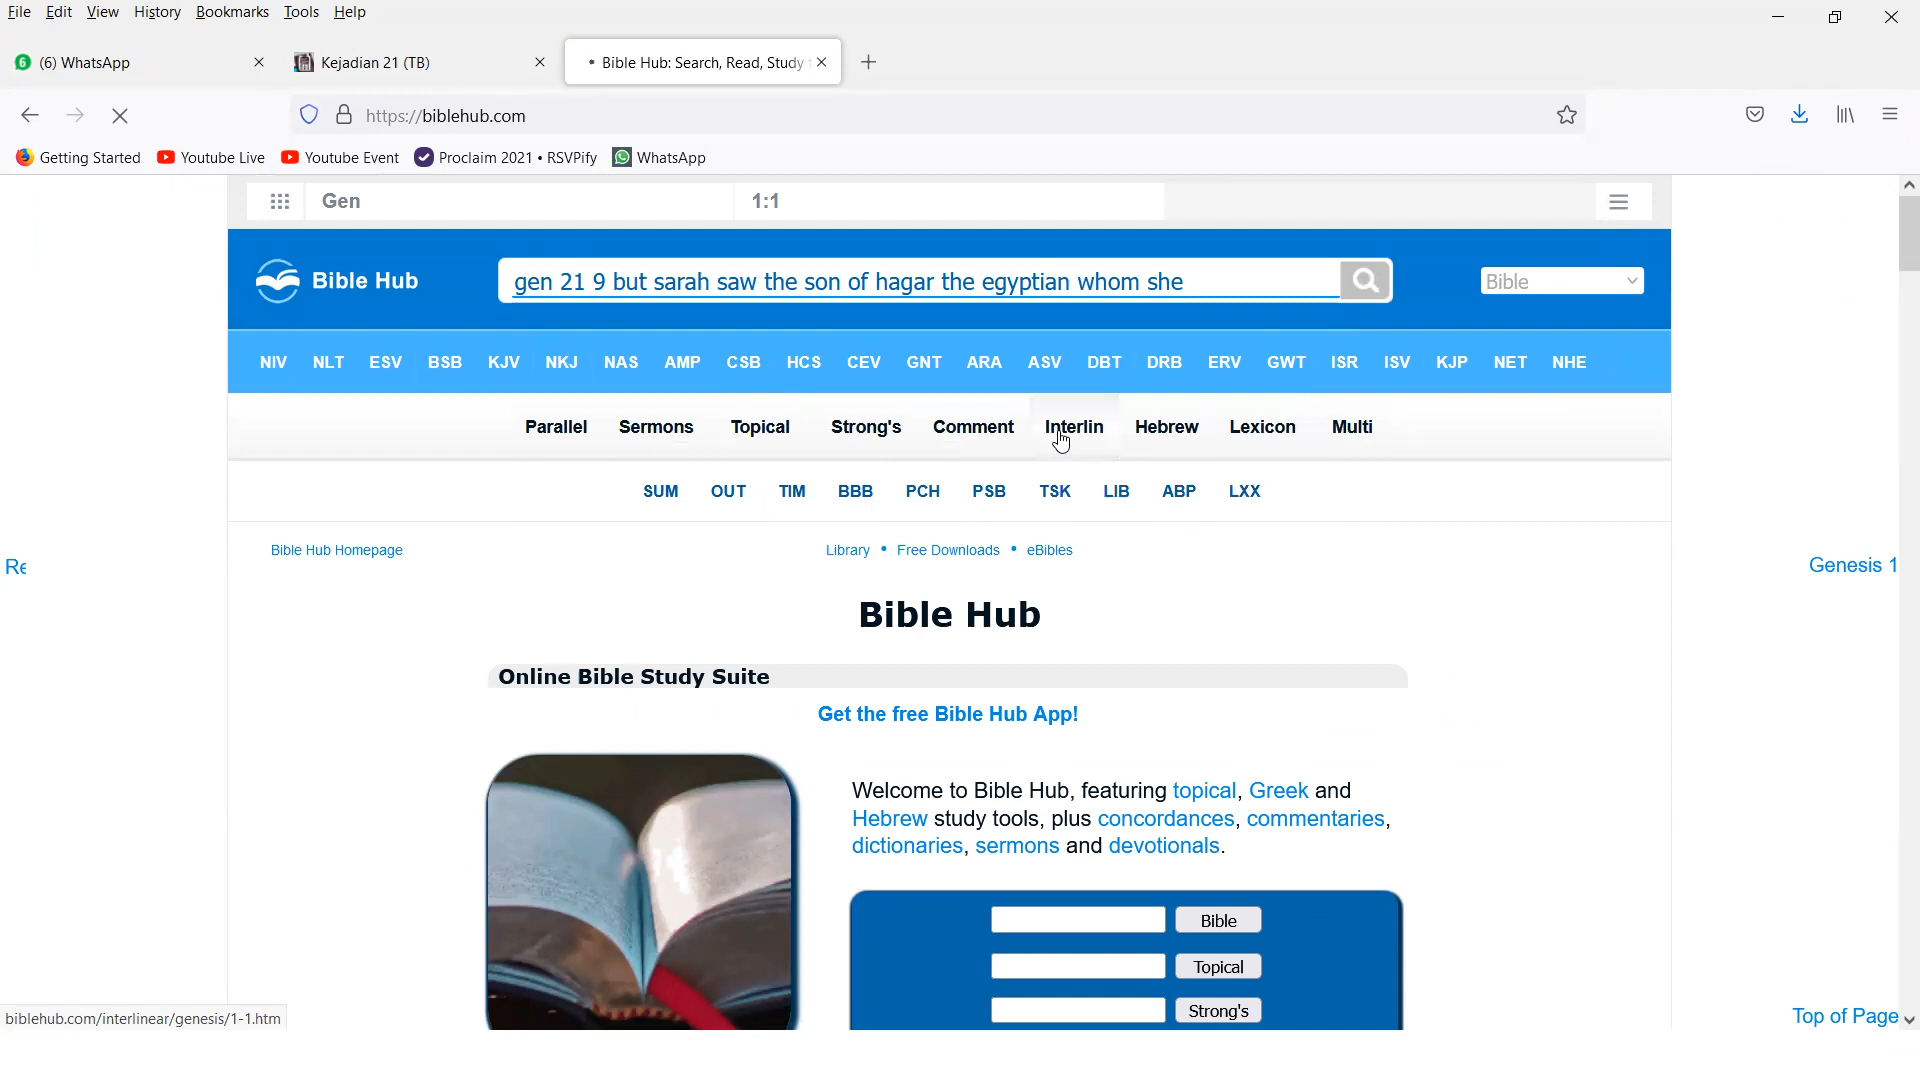 File Edit View History Bookmarks Tools Help
6 (6) WhatsApp Kejadian 21 (TB) Bible Hub: Search, Read, Study
https://biblehub.com
Getting Started Youtube Live Youtube Event Proclaim 2021 • RSVPify WhatsApp
Gen 1:1
Bible Hub gen 21 9 but sarah saw the son of hagar the egyptian whom she Bible
NIV NLT ESV BSB KJV NKJ NAS AMP CSB HCS CEV GNT ARA ASV DBT DRB ERV GWT ISR ISV KJP NET NHE
Parallel Sermons Topical Strong's Comment Interlin Hebrew Lexicon Multi
SUM OUT TIM BBB PCH PSB TSK LIB ABP LXX
Bible Hub Homepage Library • Free Downloads • eBibles
Re Genesis 1
Bible Hub
Online Bible Study Suite
Get the free Bible Hub App!
Welcome to Bible Hub, featuring topical, Greek and
Hebrew study tools, plus concordances, commentaries,
dictionaries, sermons and devotionals.
Bible
Topical
Strong's
biblehub.com/interlinear/genesis/1-1.htm
Top of Page